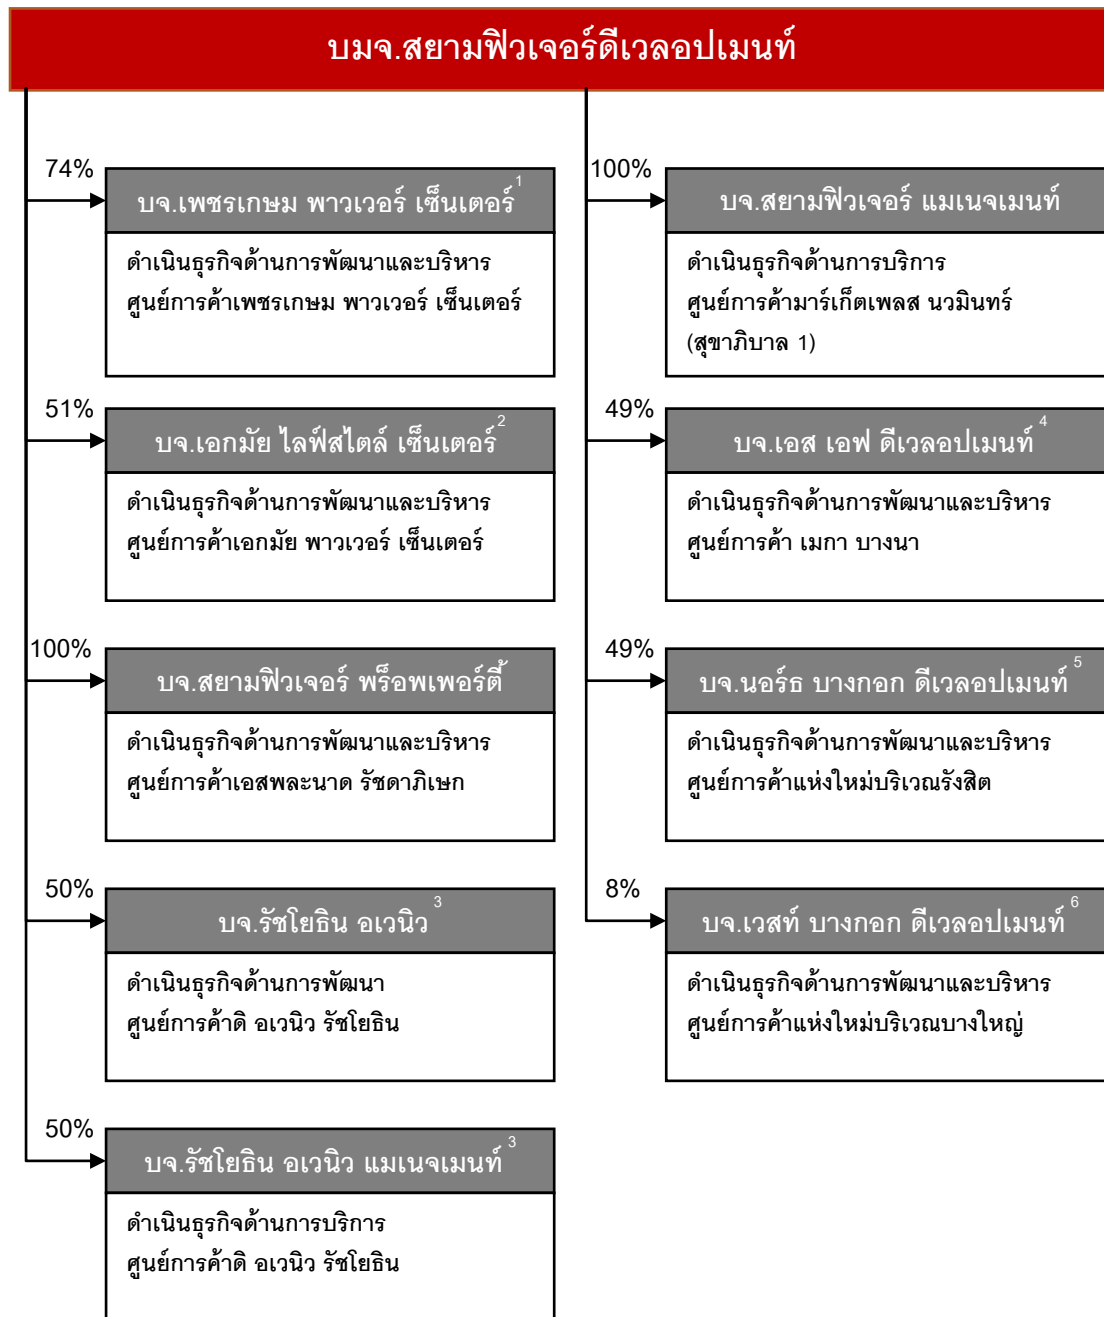 บมจ.สยามฟิวเจอร์ดีเวลอปเมนท์
74%
บจ.เพชรเกษม พาวเวอร์ เซ็นเตอร์ 1
ดำเนินธุรกิจด้านการพัฒนาและบริหาร
ศูนย์การค้าเพชรเกษม พาวเวอร์ เซ็นเตอร์
51%
บจ.เอกมัย ไลฟ์สไตล์ เซ็นเตอร์ 2
ดำเนินธุรกิจด้านการพัฒนาและบริหาร
ศูนย์การค้าเอกมัย พาวเวอร์ เซ็นเตอร์
100%
บจ.สยามฟิวเจอร์ พร็อพเพอร์ตี้
ดำเนินธุรกิจด้านการพัฒนาและบริหาร
ศูนย์การค้าเอสพละนาด รัชดาภิเษก
50%
บจ.รัชโยธิน อเวนิว 3
ดำเนินธุรกิจด้านการพัฒนา
ศูนย์การค้าดิ อเวนิว รัชโยธิน
50%
บจ.รัชโยธิน อเวนิว แมเนจเมนท์ 3
ดำเนินธุรกิจด้านการบริการ
ศูนย์การค้าดิ อเวนิว รัชโยธิน
100%
บจ.สยามฟิวเจอร์ แมเนจเมนท์
ดำเนินธุรกิจด้านการบริการ
ศูนย์การค้ามาร์เก็ตเพลส นวมินทร์
(สุขาภิบาล 1)
49%
บจ.เอส เอฟ ดีเวลอปเมนท์ 4
ดำเนินธุรกิจด้านการพัฒนาและบริหาร
ศูนย์การค้า เมกา บางนา
49%
บจ.นอร์ธ บางกอก ดีเวลอปเมนท์ 5
ดำเนินธุรกิจด้านการพัฒนาและบริหาร
ศูนย์การค้าแห่งใหม่บริเวณรังสิต
8%
บจ.เวสท์ บางกอก ดีเวลอปเมนท์ 6
ดำเนินธุรกิจด้านการพัฒนาและบริหาร
ศูนย์การค้าแห่งใหม่บริเวณบางใหญ่